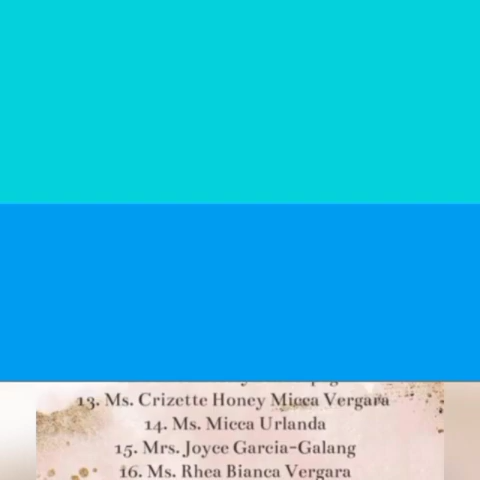 13. Ms. Crizette Honey Micca Vergara
14. Ms. Micca Urlanda
15. Mrs. Joyce Garcia-Galang
16. Ms. Rhea Bianca Vergara